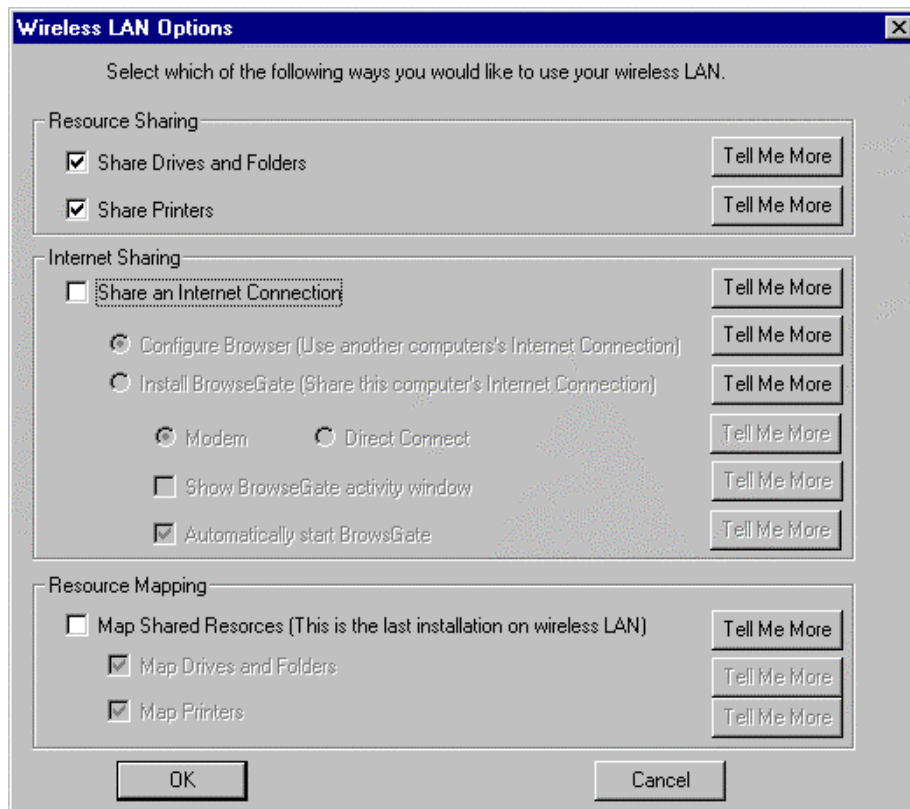 Wireless LAN Options
Select which of the following ways you would like to use your wireless LAN.
Resource Sharing
Share Drives and Folders Tell Me More
Share Printers Tell Me More
Internet Sharing
Share an Internet Connection Tell Me More
Configure Browser (Use another computers's Internet Connection) Tell Me More
Install BrowseGate (Share this computer's Internet Connection) Tell Me More
Modem Direct Connect Tell Me More
Show BrowseGate activity window Tell Me More
Automatically start BrowsGate Tell Me More
Resource Mapping
Map Shared Resorces (This is the last installation on wireless LAN) Tell Me More
Map Drives and Folders Tell Me More
Map Printers Tell Me More
OK Cancel